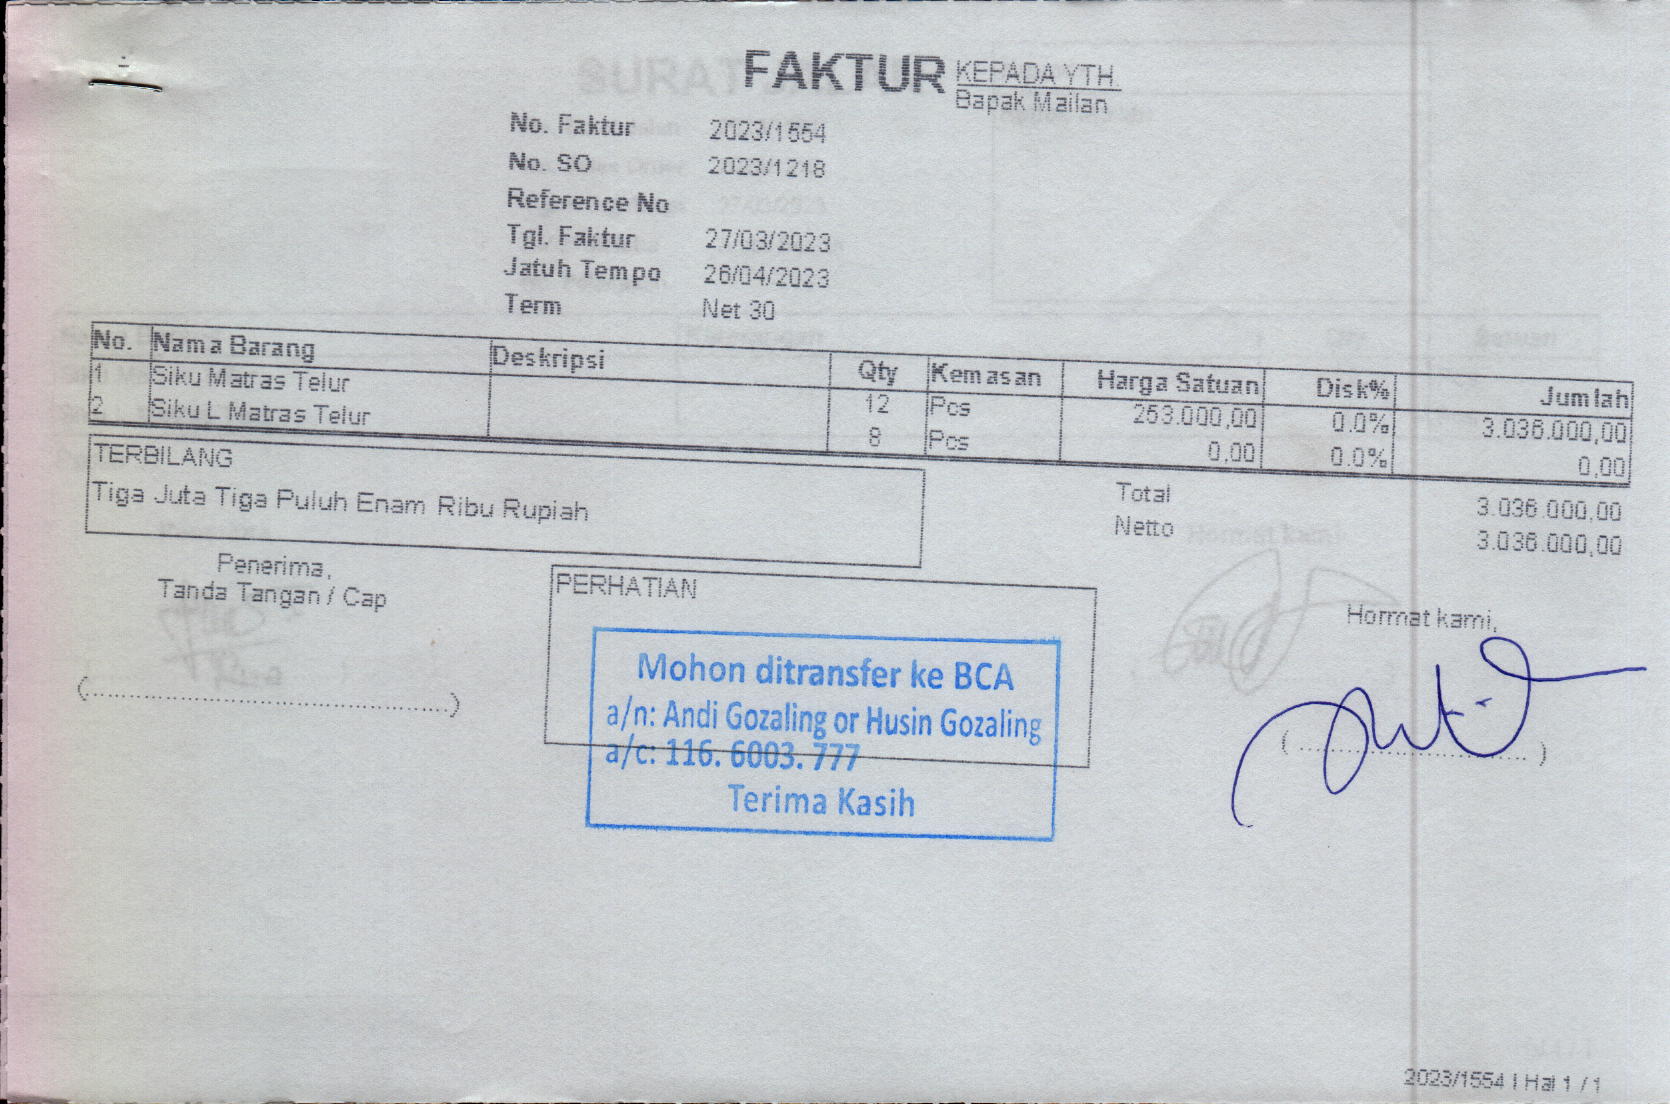 FAKTUR
KEPADA YTH.
Bapak Mailan
No. Faktur 2023/1554
No. SO 2023/1218
Reference No
Tgl. Faktur 27/03/2023
Jatuh Tempo 26/04/2023
Term Net 30
No. Nama Barang Deskripsi Qty Kemasan Harga Satuan Disk% Jumlah
1 Siku Matras Telur 12 Pcs 253.000,00 0.0% 3.036.000,00
2 Siku L Matras Telur 8 Pcs 0,00 0.0% 0,00
TERBILANG
Tiga Juta Tiga Puluh Enam Ribu Rupiah
Total 3.036.000,00
Netto 3.036.000,00
Penerima,
Tanda Tangan / Cap
(....................................................)
PERHATIAN
Mohon ditransfer ke BCA
a/n: Andi Gozaling or Husin Gozaling
a/c: 116. 6003. 777
Terima Kasih
Hormat kami,
( ................................. )
2023/1554 | Hal 1 / 1